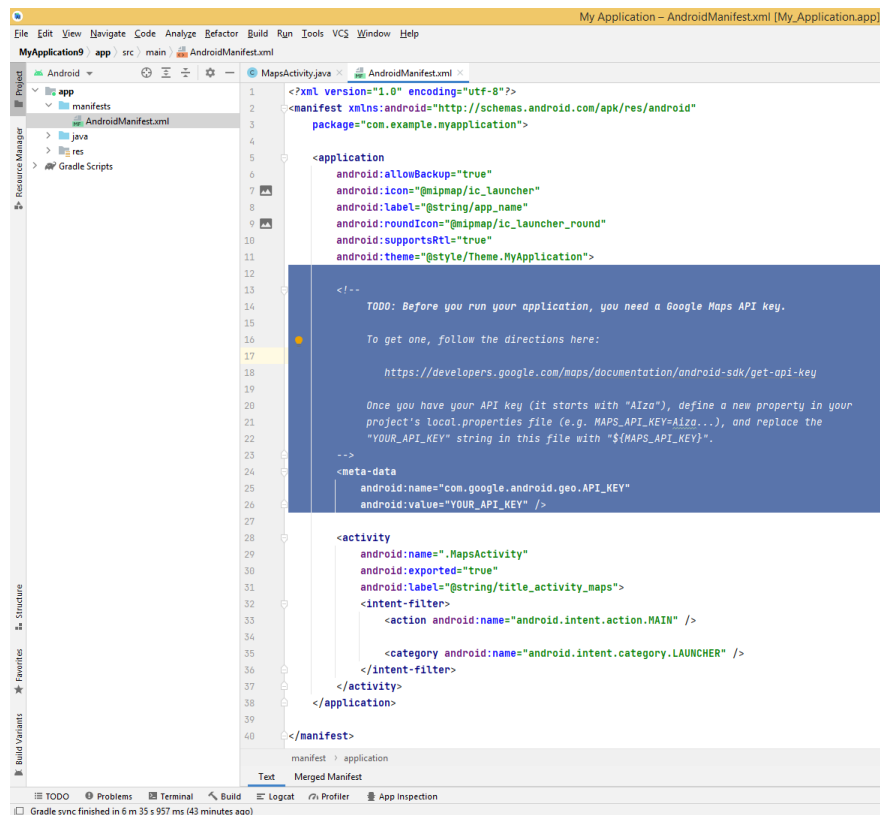 My Application – AndroidManifest.xml [My_Application.app]
File Edit View Navigate Code Analyze Refactor Build Run Tools VCS Window Help
MyApplication9 app src main AndroidManifest.xml
Project
Resource Manager
Structure
Favorites
Build Variants
Android
app
manifests
AndroidManifest.xml
java
res
Gradle Scripts
MapsActivity.java AndroidManifest.xml
1 <?xml version="1.0" encoding="utf-8"?>
2 <manifest xmlns:android="http://schemas.android.com/apk/res/android"
3 package="com.example.myapplication">
4
5 <application
6 android:allowBackup="true"
7 android:icon="@mipmap/ic_launcher"
8 android:label="@string/app_name"
9 android:roundIcon="@mipmap/ic_launcher_round"
10 android:supportsRtl="true"
11 android:theme="@style/Theme.MyApplication">
12
13 <!--
14 TODO: Before you run your application, you need a Google Maps API key.
15
16 To get one, follow the directions here:
17
18 https://developers.google.com/maps/documentation/android-sdk/get-api-key
19
20 Once you have your API key (it starts with "AIza"), define a new property in your
21 project's local.properties file (e.g. MAPS_API_KEY=Aiza...), and replace the
22 "YOUR_API_KEY" string in this file with "${MAPS_API_KEY}".
23 -->
24 <meta-data
25 android:name="com.google.android.geo.API_KEY"
26 android:value="YOUR_API_KEY" />
27
28 <activity
29 android:name=".MapsActivity"
30 android:exported="true"
31 android:label="@string/title_activity_maps">
32 <intent-filter>
33 <action android:name="android.intent.action.MAIN" />
34
35 <category android:name="android.intent.category.LAUNCHER" />
36 </intent-filter>
37 </activity>
38 </application>
39
40 </manifest>
manifest › application
Text Merged Manifest
TODO Problems Terminal Build Logcat Profiler App Inspection
Gradle sync finished in 6 m 35 s 957 ms (43 minutes ago)